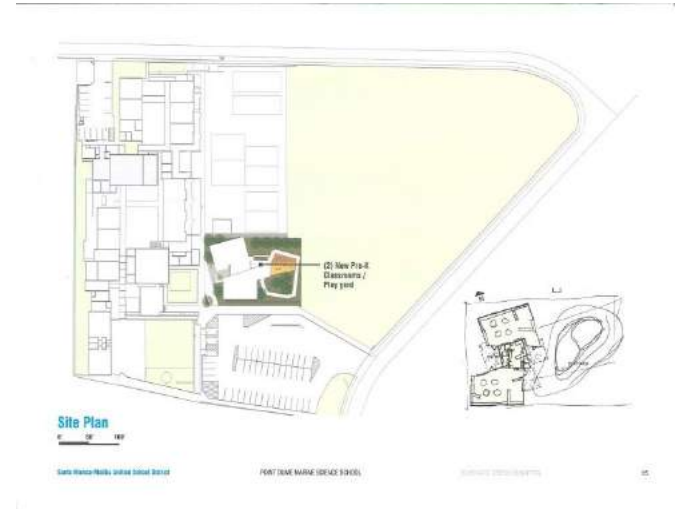 (2) New Pre-K
Classrooms /
Play yard
Site Plan
0' 50' 100'
Santa Monica-Malibu Unified School District
POINT DUME MARINE SCIENCE SCHOOL